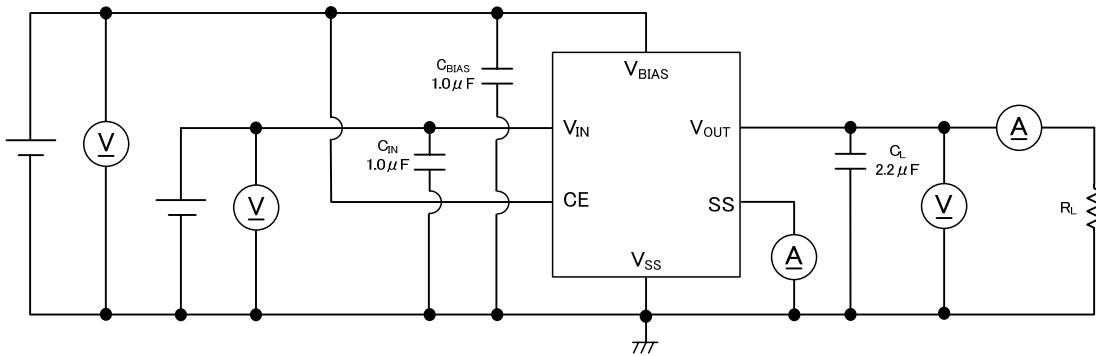 C_BIAS
1.0μF
V_BIAS
V
V_IN
V_OUT
A
C_IN
1.0μF
C_L
2.2μF
V
CE
SS
V
R_L
V_SS
A